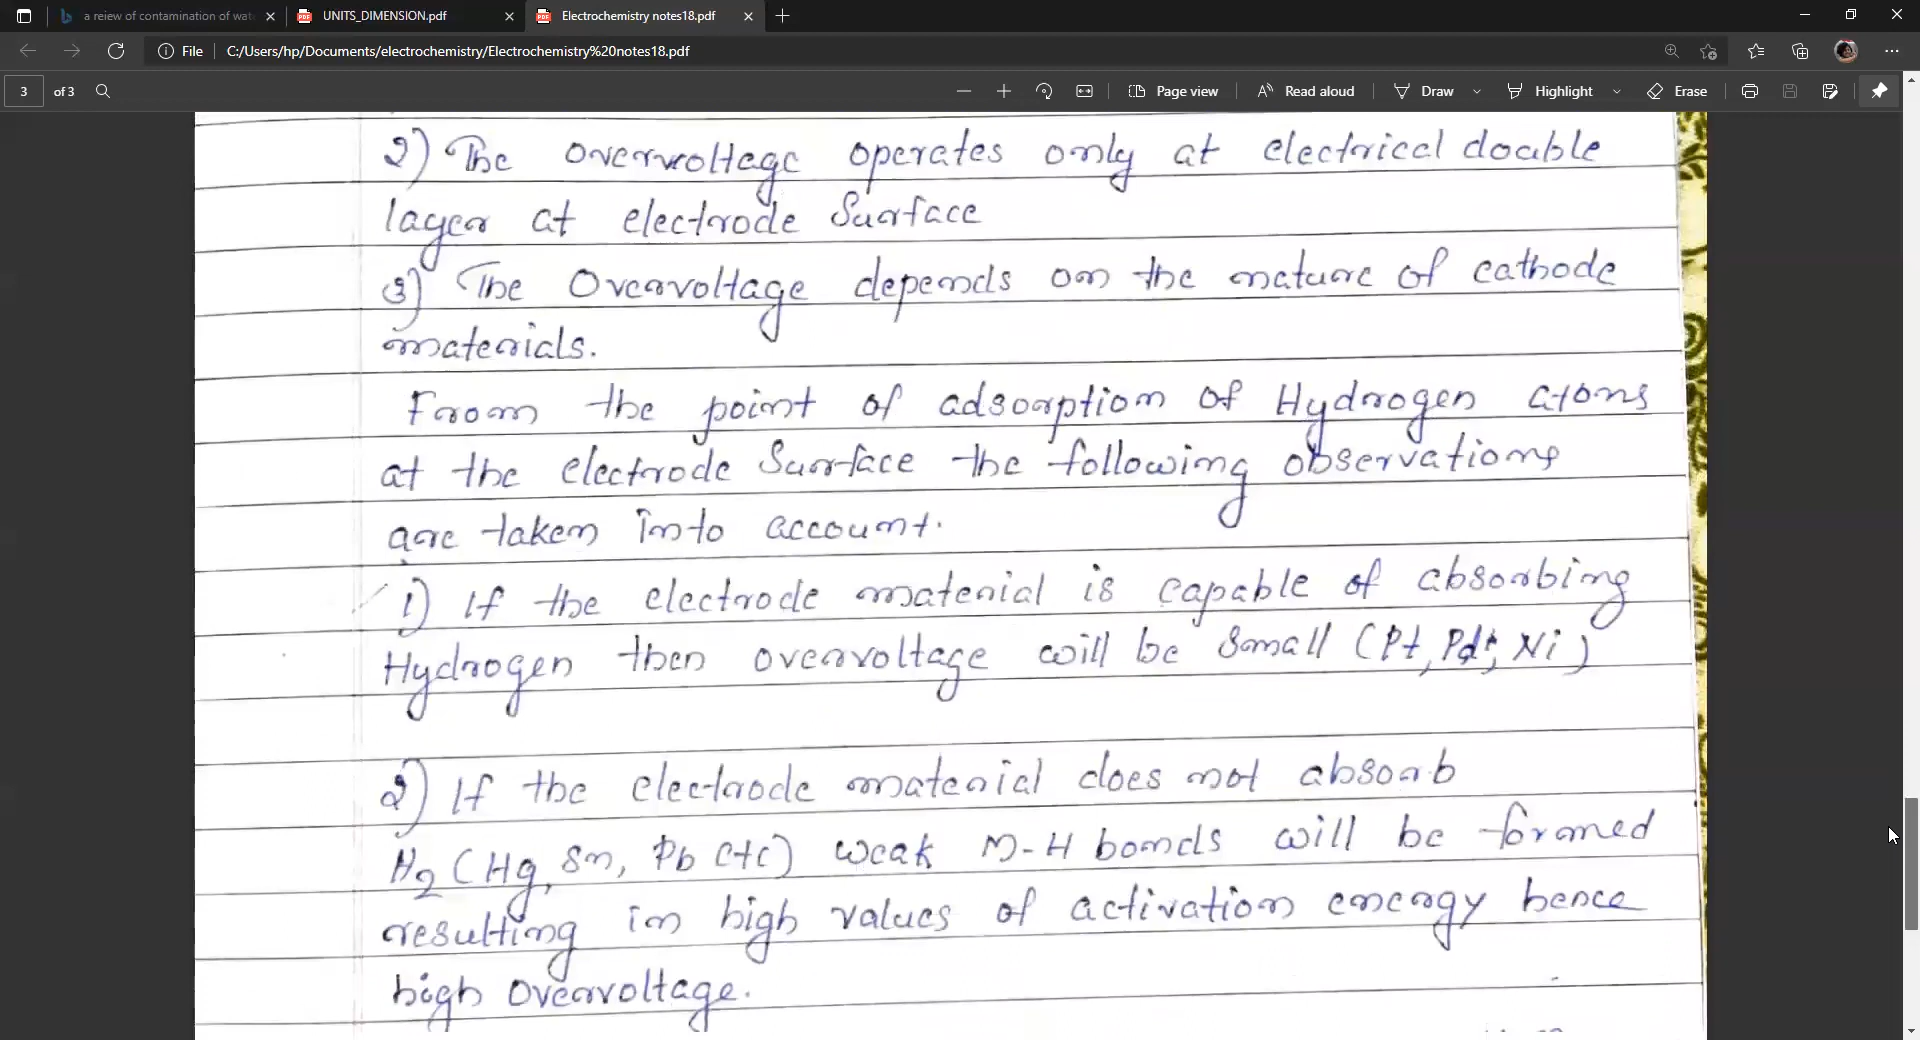 a reiew of contamination of wat
UNITS_DIMENSION.pdf
Electrochemistry notes18.pdf
File
C:/Users/hp/Documents/electrochemistry/Electrochemistry%20notes18.pdf
3 of 3
Page view
Read aloud
Draw
Highlight
Erase
2) The overvoltage operates only at electrical double
layer at electrode Surface
3) The Overvoltage depends on the nature of cathode
materials.
From the point of adsorption of Hydrogen atoms
at the electrode Surface the following observations
are taken into account.
1) If the electrode material is capable of absorbing
Hydrogen then overvoltage will be small (Pt, Pd, Ni)
2) If the electrode material does not absorb
H2 (Hg, Sn, Pb etc) weak M-H bonds will be formed
resulting in high values of activation energy hence
high Overvoltage.